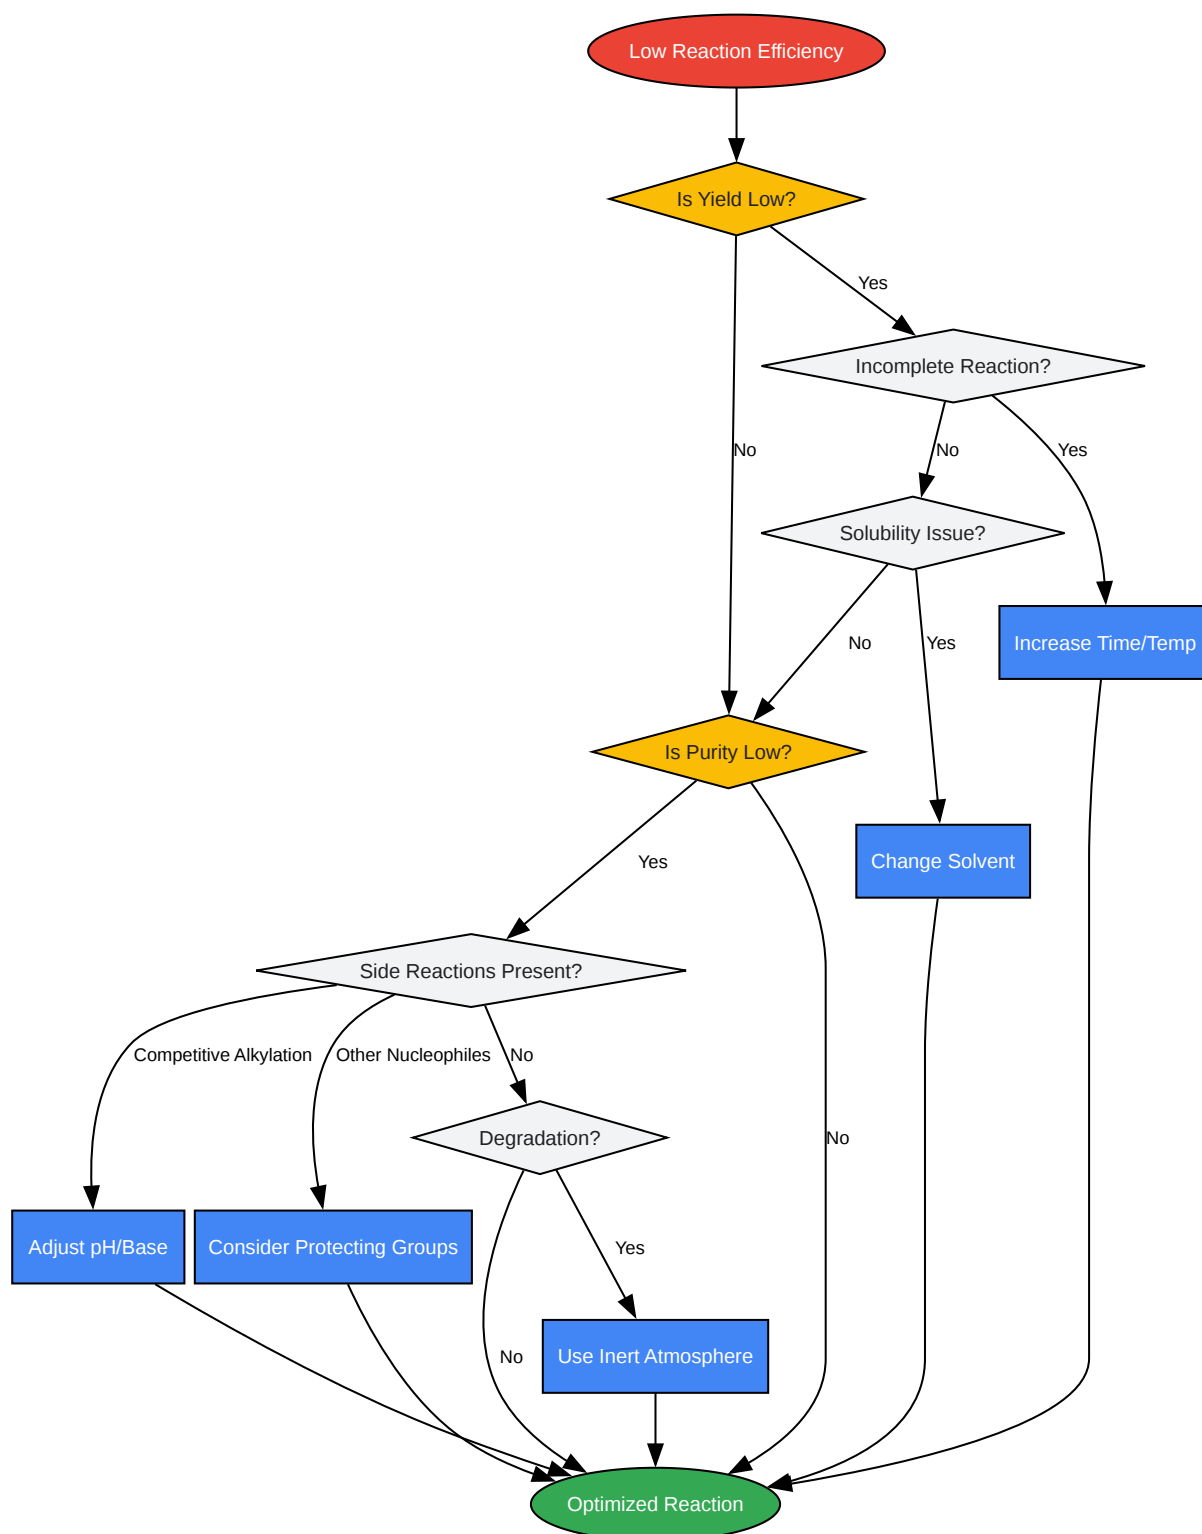 Low Reaction Efficiency
Is Yield Low?
Yes
Incomplete Reaction?
No
No
Yes
Solubility Issue?
No
Yes
Increase Time/Temp
Is Purity Low?
Yes
Change Solvent
Side Reactions Present?
Competitive Alkylation
Other Nucleophiles
No
Degradation?
No
Adjust pH/Base
Consider Protecting Groups
Yes
No
Use Inert Atmosphere
Optimized Reaction